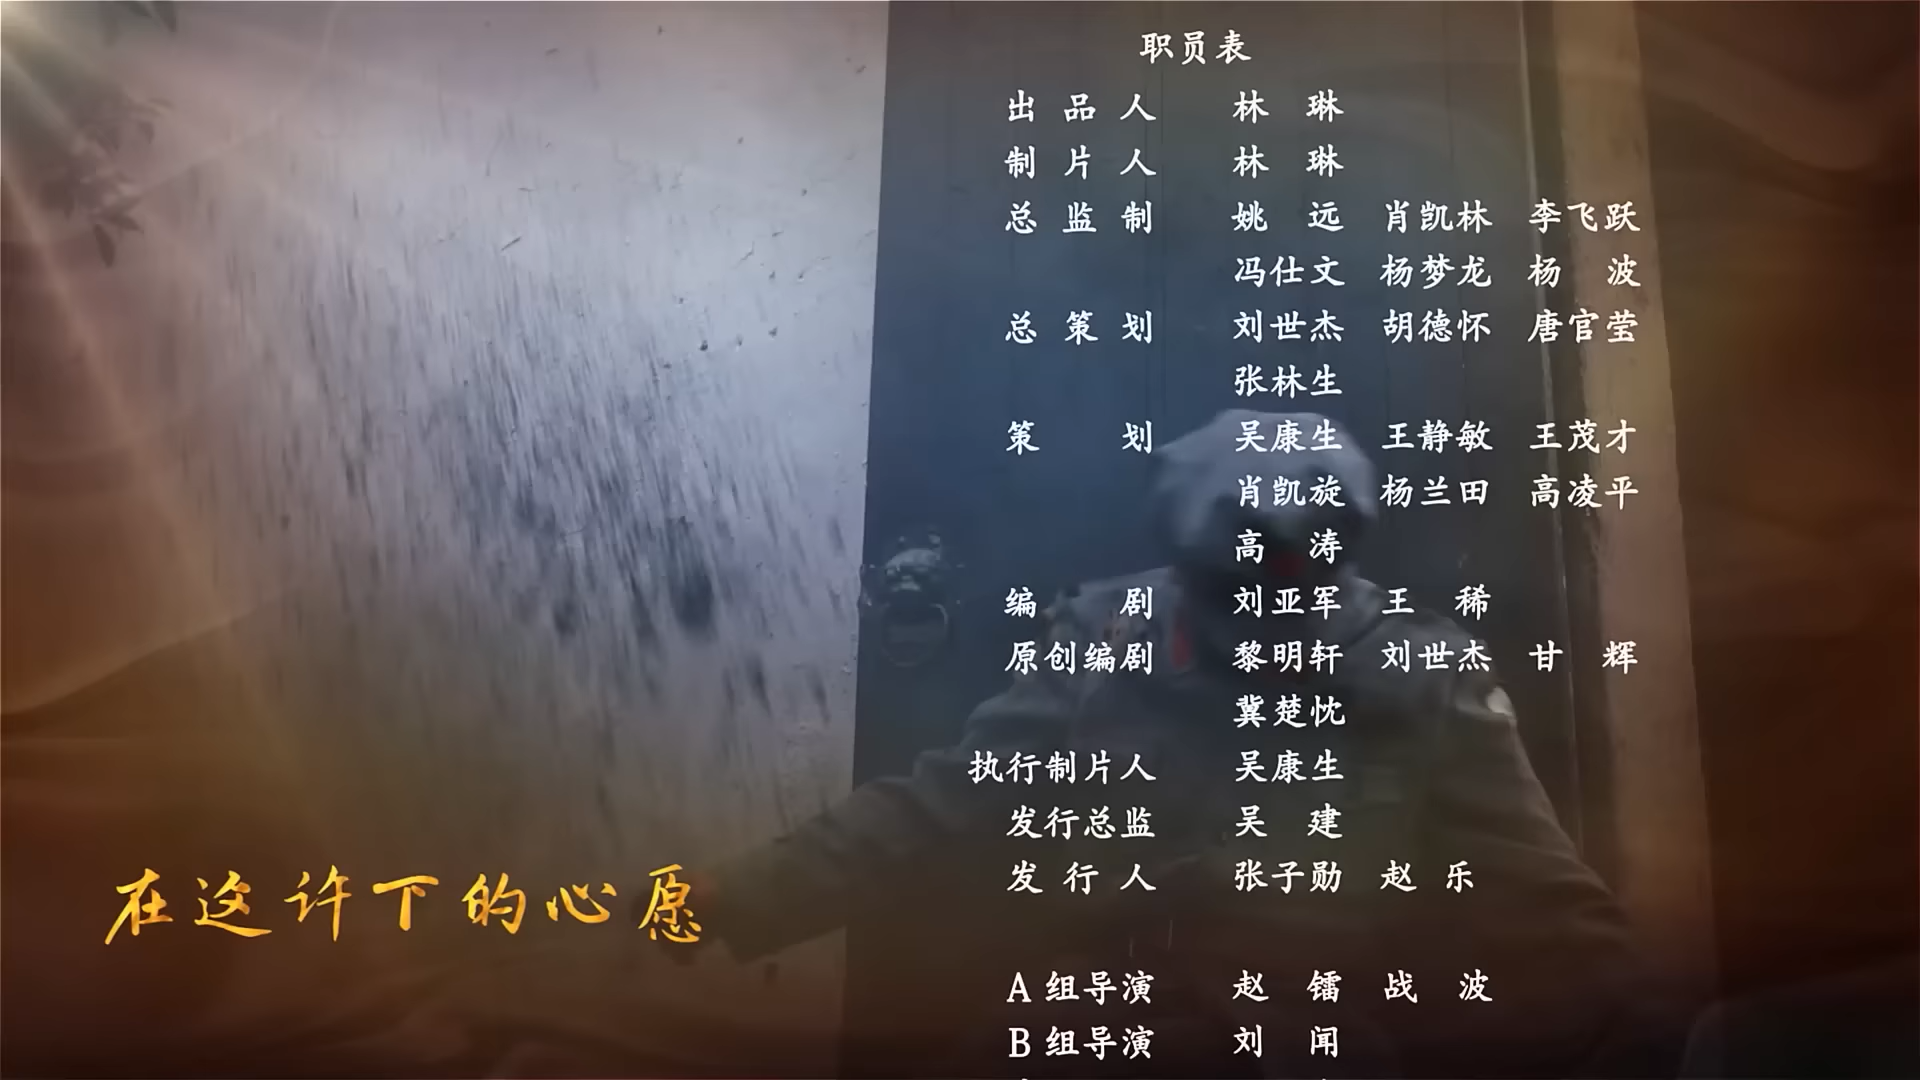 职员表
出品人 林琳
制片人 林琳
总监制 姚远 肖凯林 李飞跃
冯仕文 杨梦龙 杨波
总策划 刘世杰 胡德怀 唐官莹
张林生
策划 吴康生 王静敏 王茂才
肖凯旋 杨兰田 高凌平
高涛
编剧 刘亚军 王稀
原创编剧 黎明轩 刘世杰 甘辉
冀楚忱
执行制片人 吴康生
发行总监 吴建
发行人 张子勋 赵乐
在这许下的心愿
A组导演 赵镭 战波
B组导演 刘闻